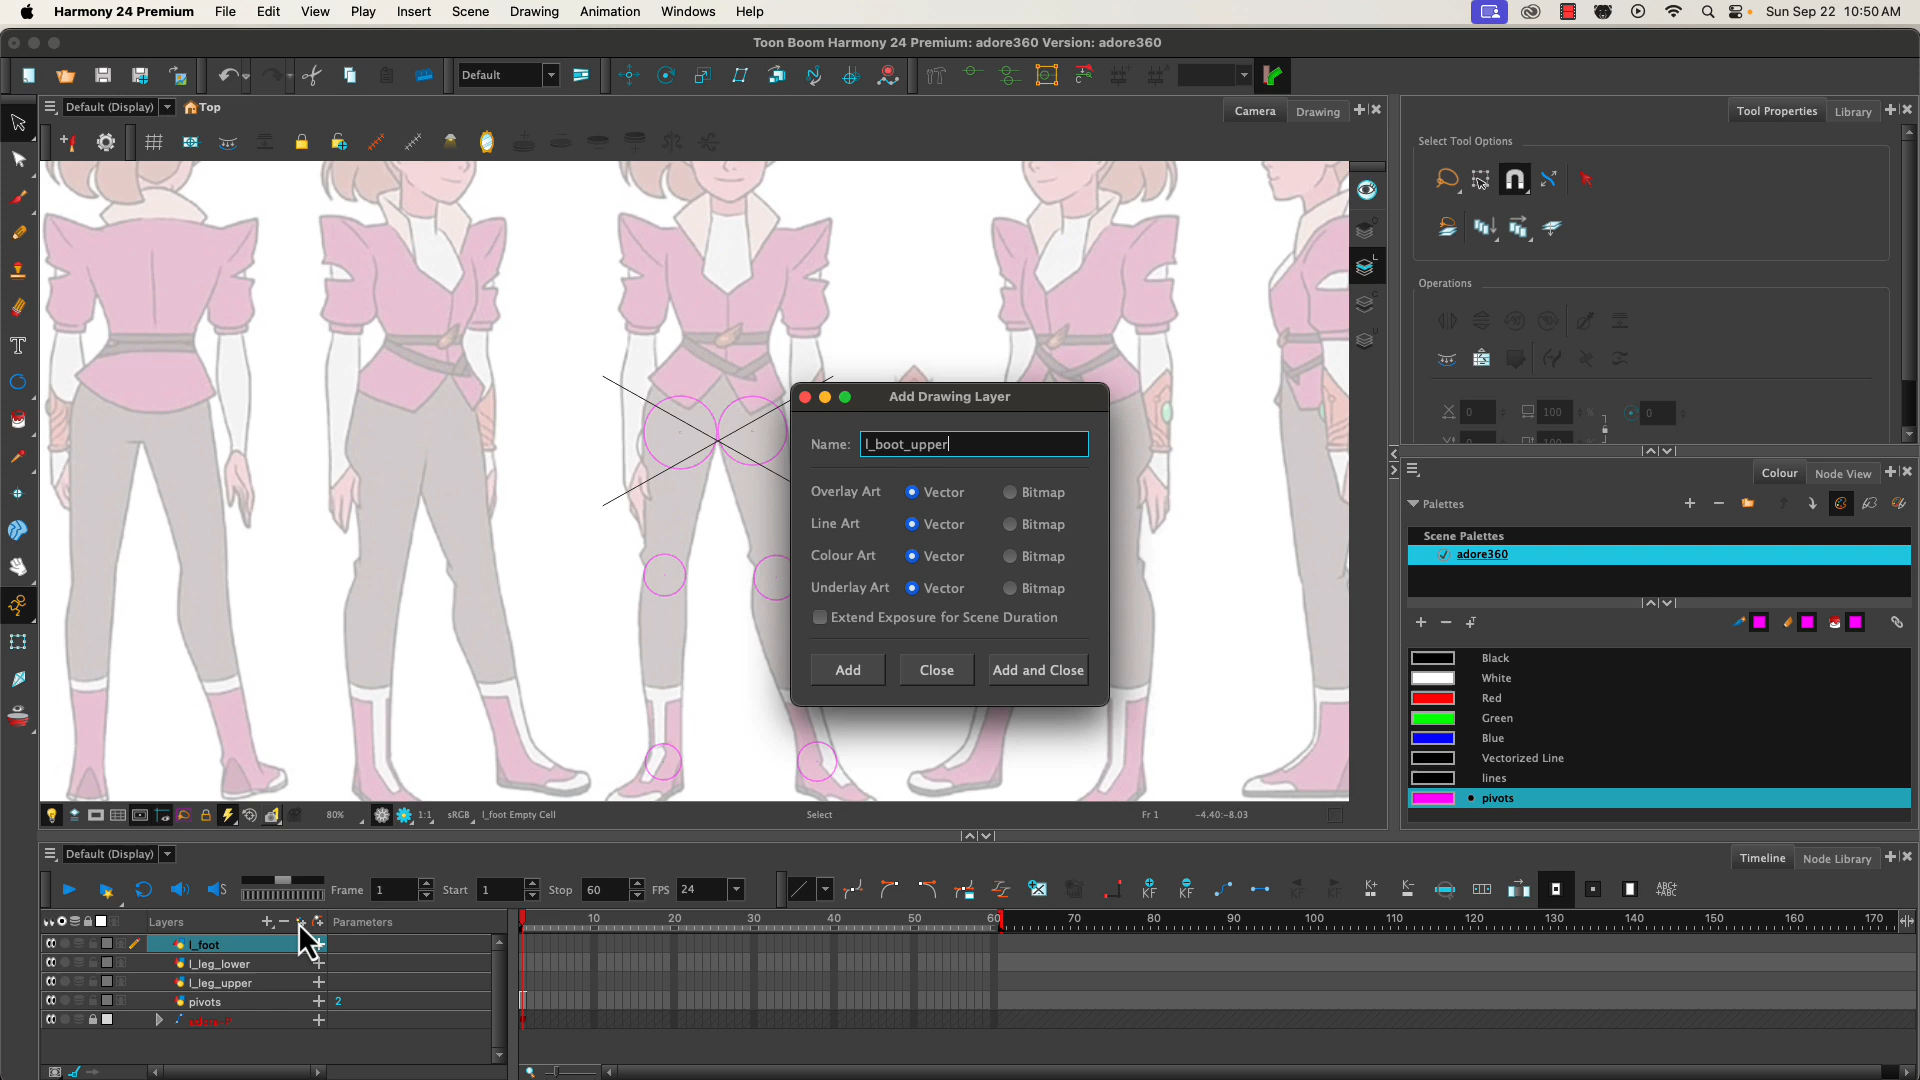 Harmony 24 Premium File Edit View Play Insert Scene Drawing Animation Windows Help Sun Sep 22 10:50 AM
Toon Boom Harmony 24 Premium: adore360 Version: adore360
Default
Default (Display) Top Camera Drawing
Tool Properties Library
Select Tool Options
Operations
0 100 % 0
Add Drawing Layer
Name: l_boot_upper
Overlay Art Vector Bitmap
Line Art Vector Bitmap
Colour Art Vector Bitmap
Underlay Art Vector Bitmap
Extend Exposure for Scene Duration
Add Close Add and Close
Colour Node View
Palettes
Scene Palettes
adore360
Black
White
Red
Green
Blue
Vectorized Line
lines
pivots
80% 1:1 sRGB l_foot Empty Cell Select Fr 1 -4.40:-8.03
Default (Display) Timeline Node Library
Frame 1 Start 1 Stop 60 FPS 24
Layers Parameters 10 20 30 40 50 60 70 80 90 100 110 120 130 140 150 160 170
l_foot
l_leg_lower
l_leg_upper
pivots 2